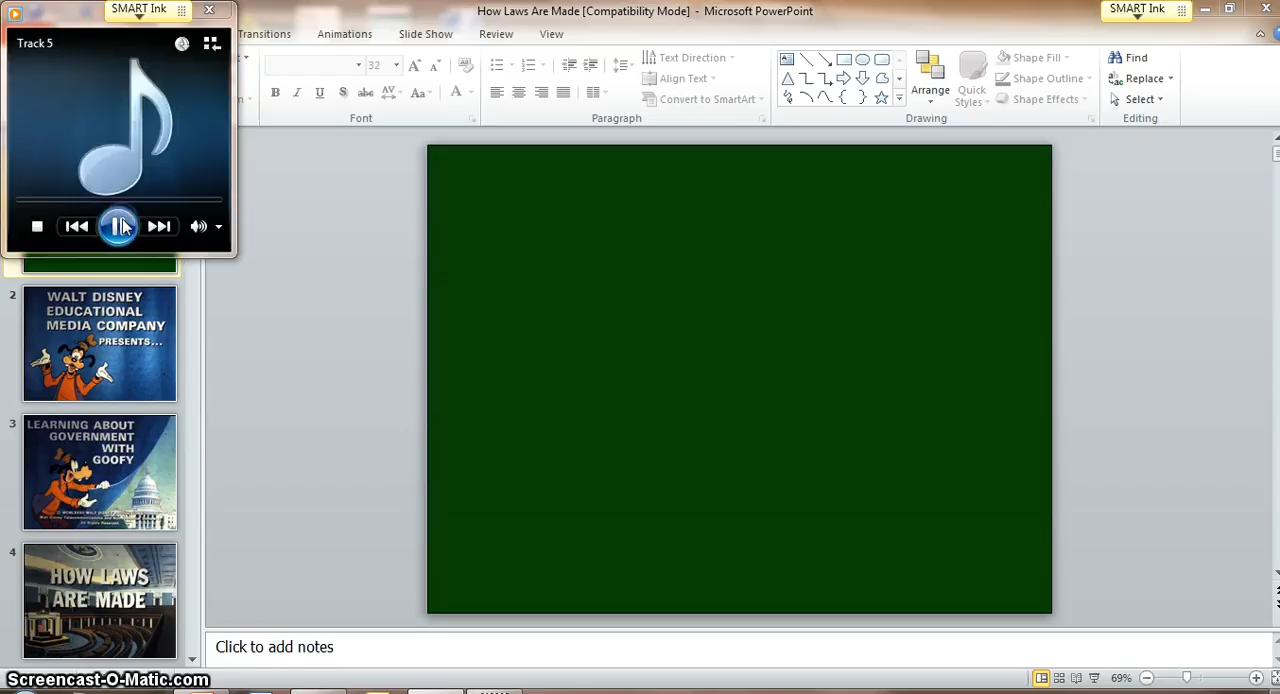 SMART Ink
How Laws Are Made [Compatibility Mode] - Microsoft PowerPoint
SMART Ink
Transitions
Animations
Slide Show
Review
View
Track 5
32
Text Direction
Align Text
Convert to SmartArt
Arrange
Quick
Styles
Shape Fill
Shape Outline
Shape Effects
Find
Replace
Select
Font
Paragraph
Drawing
Editing
2
WALT DISNEY
EDUCATIONAL
MEDIA COMPANY
PRESENTS...
3
LEARNING ABOUT
GOVERNMENT
WITH
GOOFY
4
HOW LAWS
ARE MADE
Click to add notes
Screencast-O-Matic.com
69%